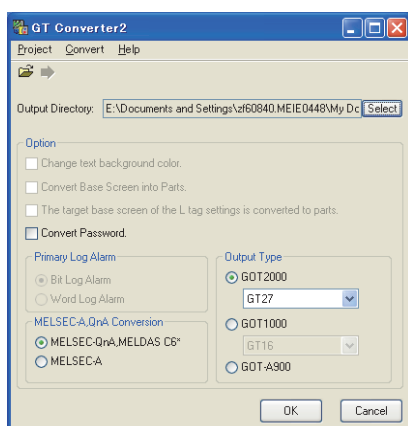 GT Converter2
Project Convert Help
Output Directory: E:\Documents and Settings\zf60840.MEIE0448\My Dc Select
Option
Change text background color.
Convert Base Screen into Parts.
The target base screen of the L tag settings is converted to parts.
Convert Password.
Primary Log Alarm
Bit Log Alarm
Word Log Alarm
MELSEC-A,QnA Conversion
MELSEC-QnA,MELDAS C6*
MELSEC-A
Output Type
GOT2000
GT27
GOT1000
GT16
GOT-A900
OK Cancel